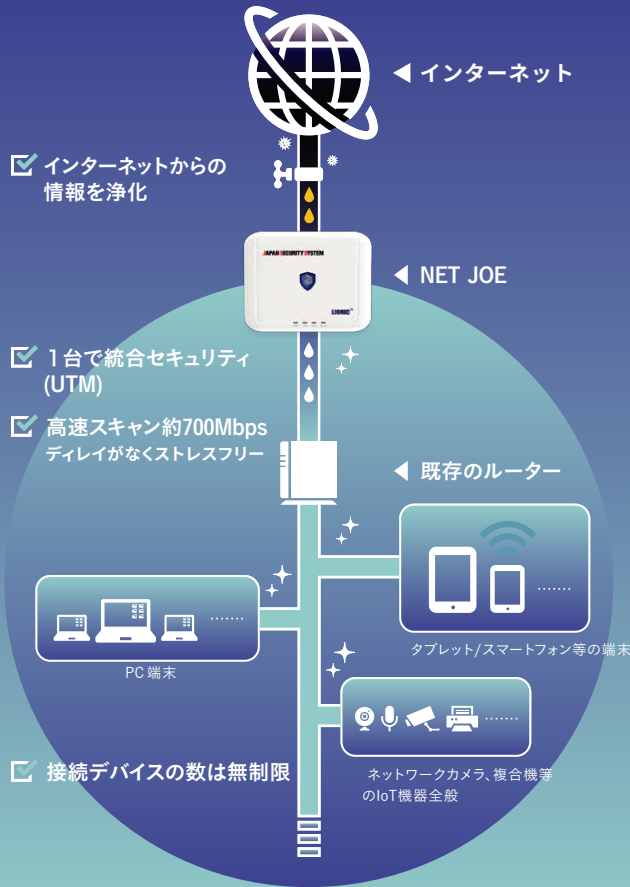 インターネット
インターネットからの
情報を浄化
JAPAN SECURITY SYSTEM
LIONIC
NET JOE
1台で統合セキュリティ
(UTM)
高速スキャン約700Mbps
ディレイがなくストレスフリー
既存のルーター
タブレット/スマートフォン等の端末
PC端末
接続デバイスの数は無制限
ネットワークカメラ、複合機等
のIoT機器全般